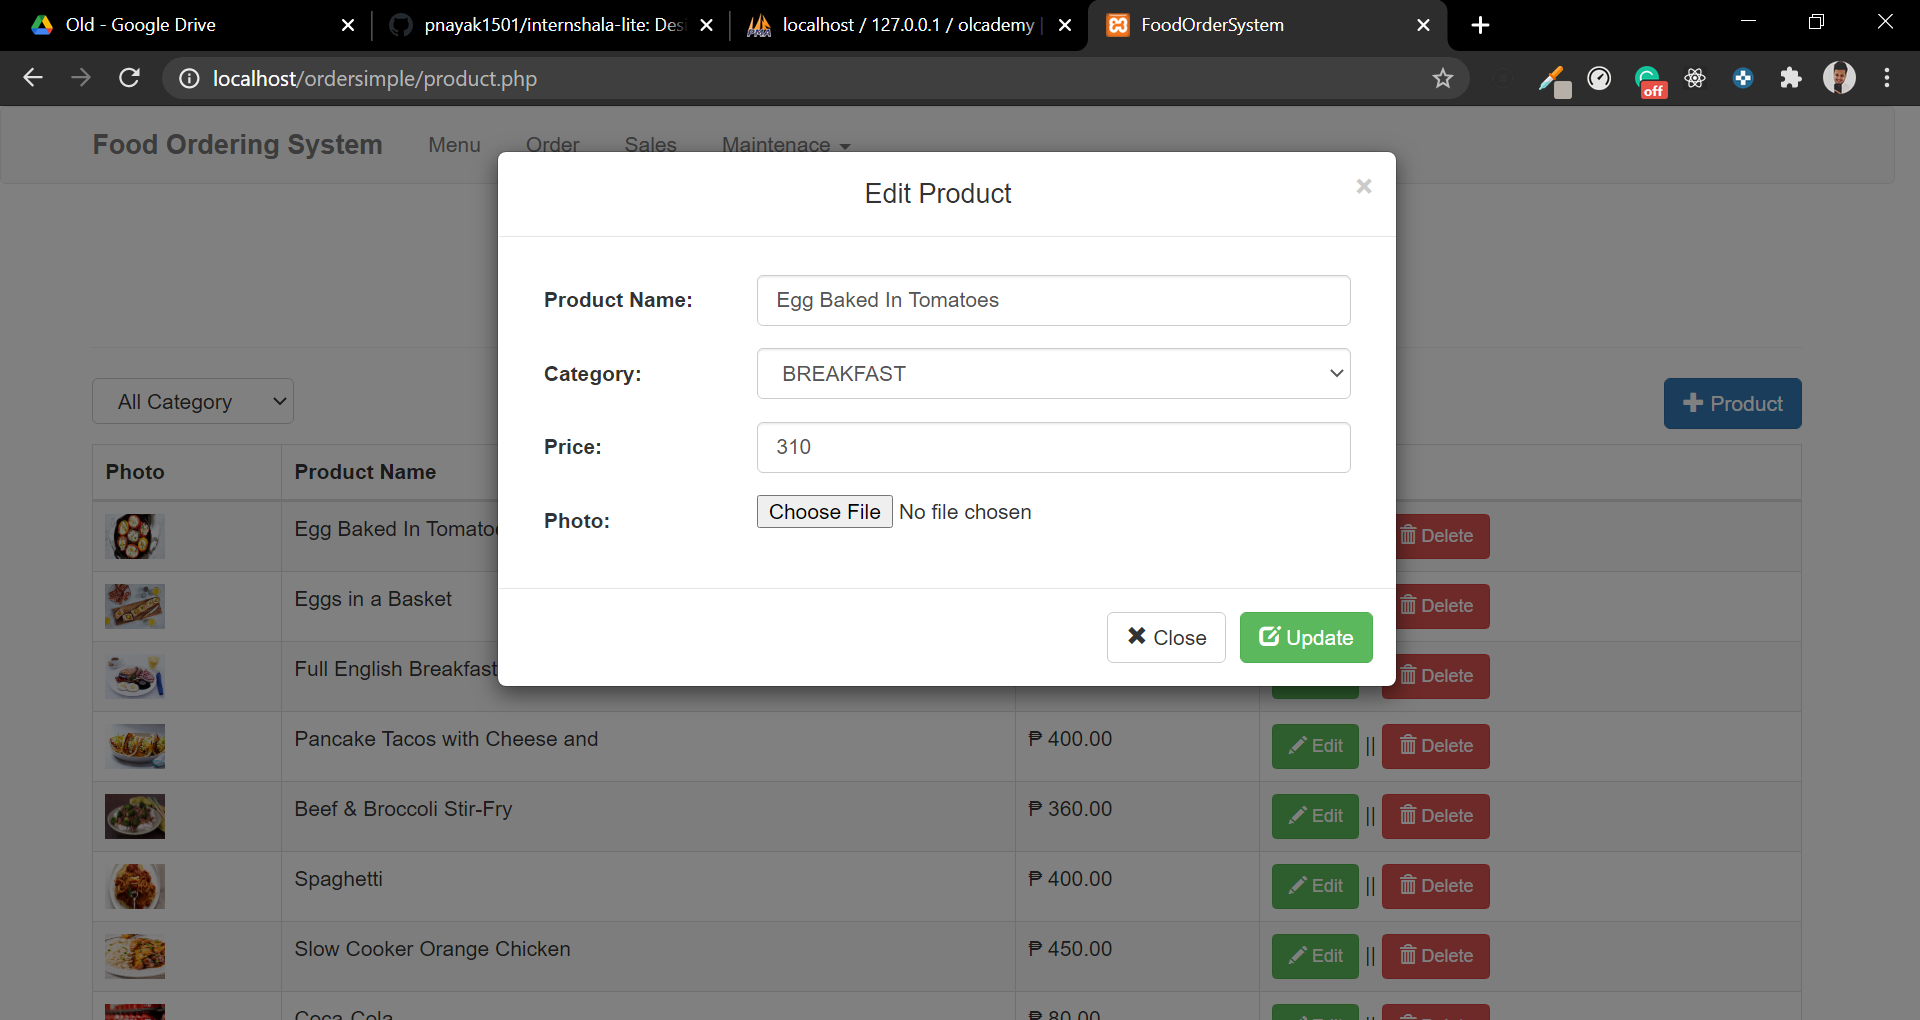 Old - Google Drive
pnayak1501/internshala-lite: Des
localhost / 127.0.0.1 / olcademy |
FoodOrderSystem
localhost/ordersimple/product.php
off
Food Ordering System Menu Order Sales Maintenace
Edit Product ×
Product Name: Egg Baked In Tomatoes
Category: BREAKFAST
Price: 310
Photo: Choose File No file chosen
Close Update
All Category
Product
Photo Product Name
Egg Baked In Tomato Delete
Eggs in a Basket Delete
Full English Breakfast Delete
Pancake Tacos with Cheese and ₱ 400.00 Edit || Delete
Beef & Broccoli Stir-Fry ₱ 360.00 Edit || Delete
Spaghetti ₱ 400.00 Edit || Delete
Slow Cooker Orange Chicken ₱ 450.00 Edit || Delete
Coca-Cola ₱ 80.00